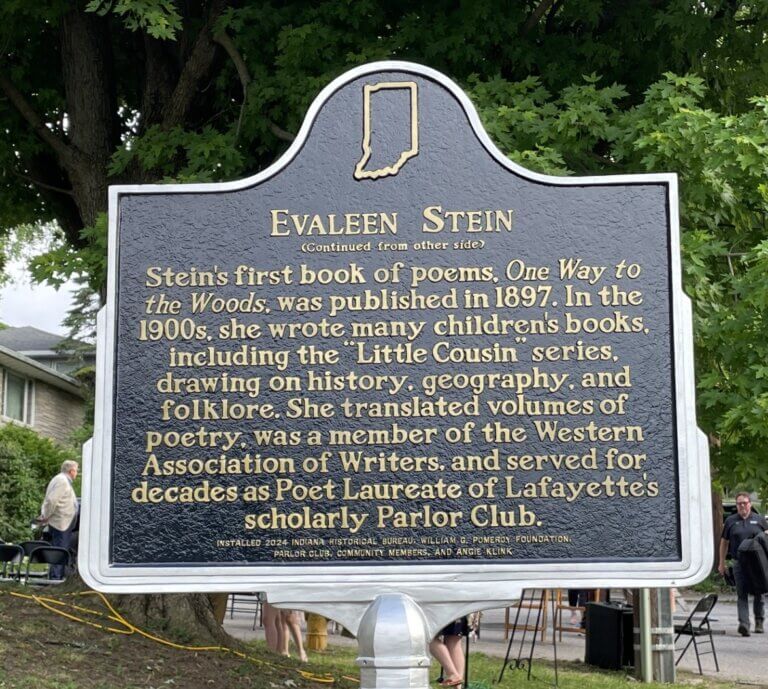 EVALEEN STEIN
(Continued from other side)
Stein's first book of poems, One Way to
the Woods, was published in 1897. In the
1900s, she wrote many children's books,
including the "Little Cousin" series,
drawing on history, geography, and
folklore. She translated volumes of
poetry, was a member of the Western
Association of Writers, and served for
decades as Poet Laureate of Lafayette's
scholarly Parlor Club.
INSTALLED 2024 INDIANA HISTORICAL BUREAU, WILLIAM G. POMEROY FOUNDATION,
PARLOR CLUB, COMMUNITY MEMBERS, AND ANGIE KLINK